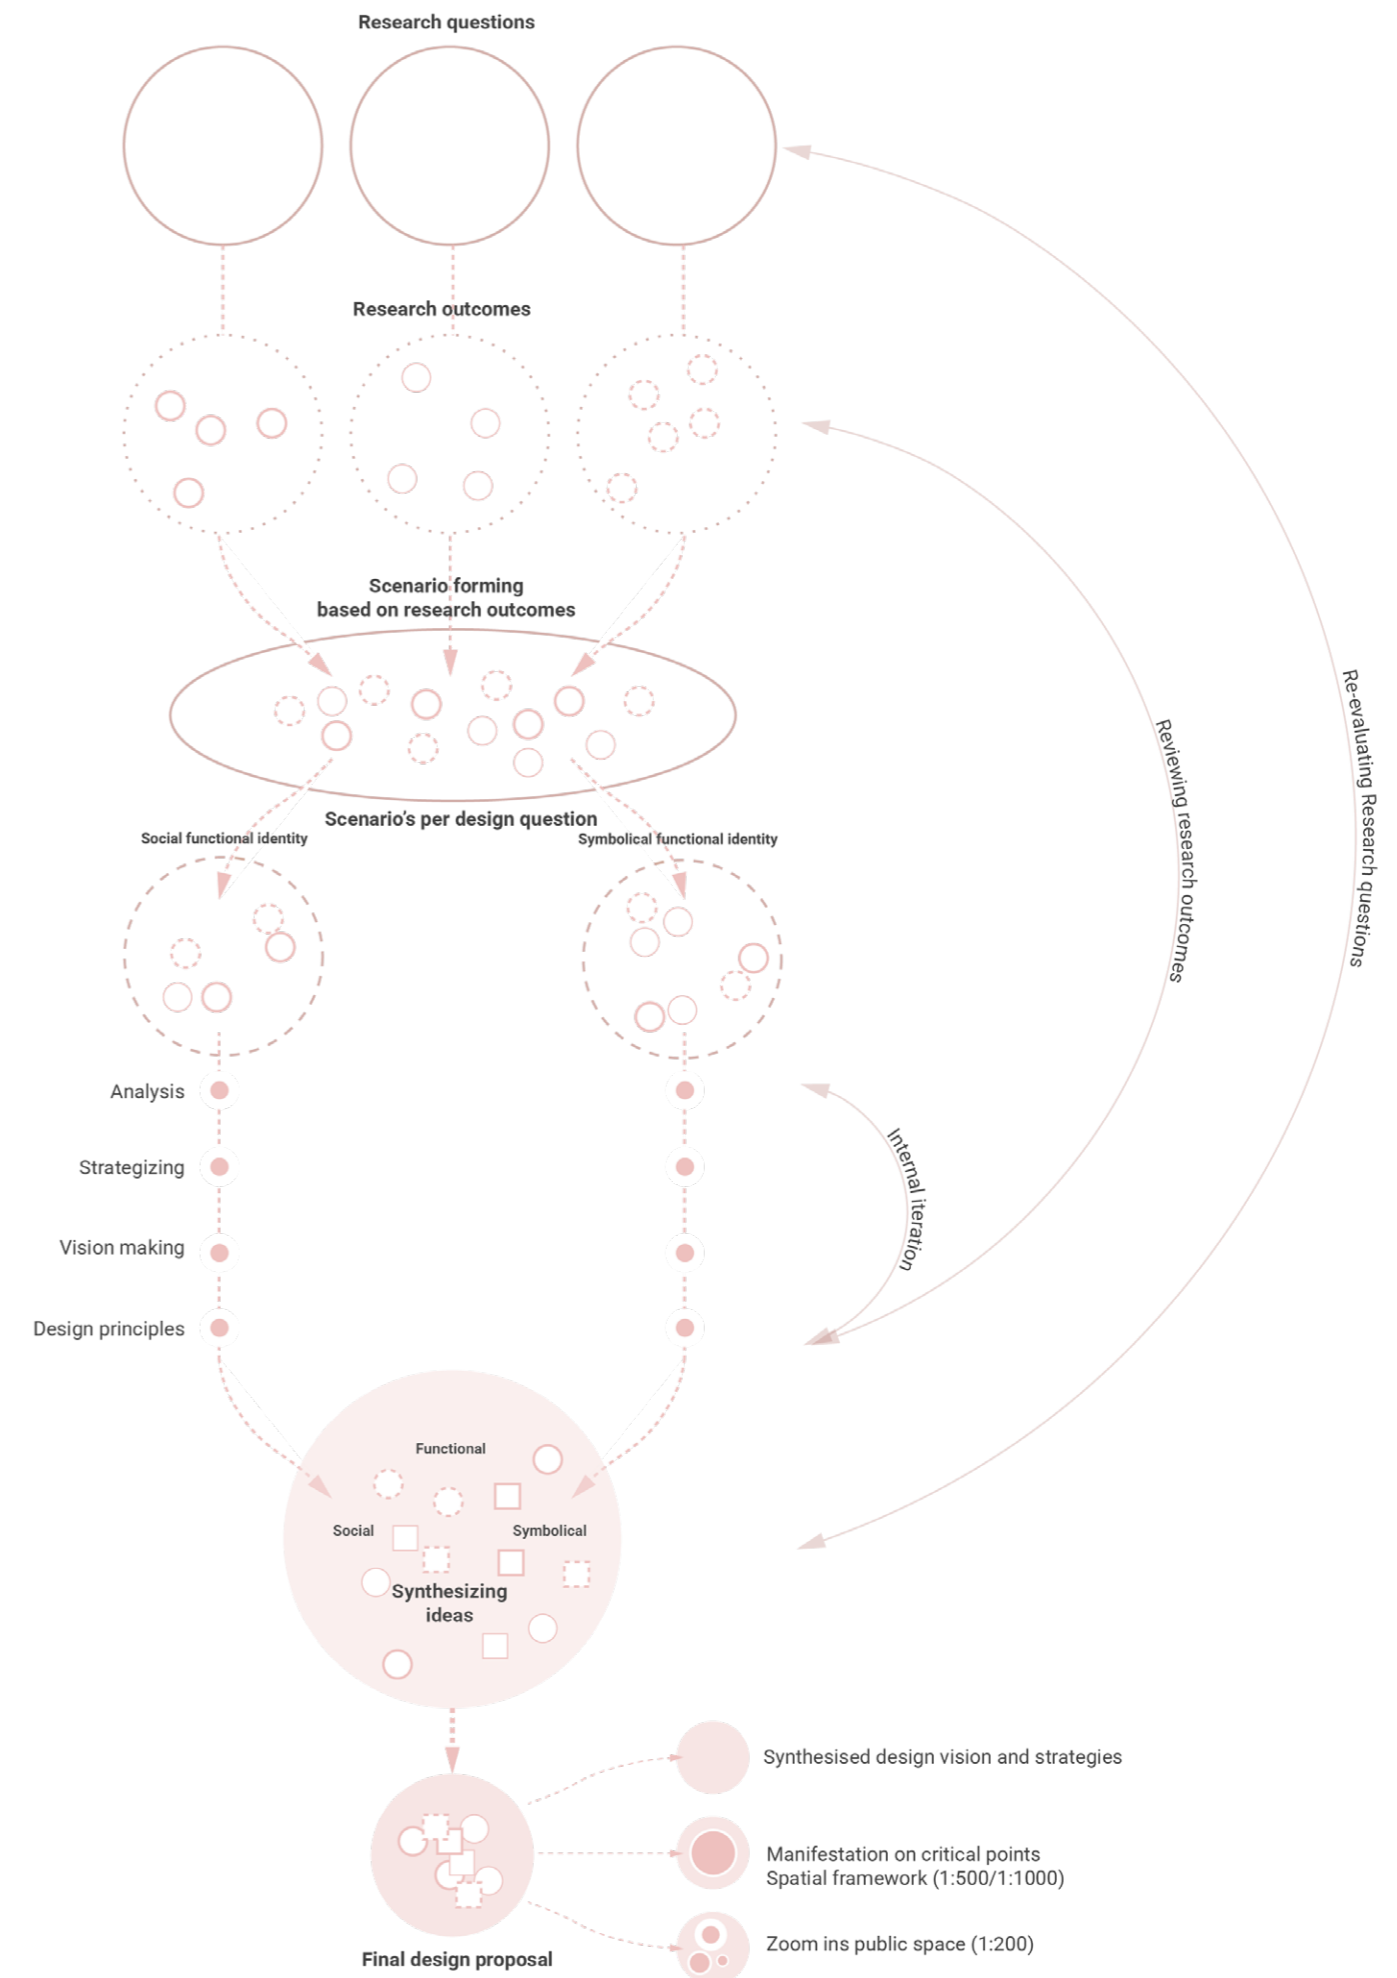 Research questions
Research outcomes
Scenario forming
based on research outcomes
Scenario's per design question
Social functional identity
Symbolical functional identity
Analysis
Strategizing
Vision making
Design principles
Internal iteration
Reviewing research outcomes
Re-evaluating Research questions
Functional
Social
Symbolical
Synthesizing
ideas
Synthesised design vision and strategies
Manifestation on critical points
Spatial framework (1:500/1:1000)
Zoom ins public space (1:200)
Final design proposal